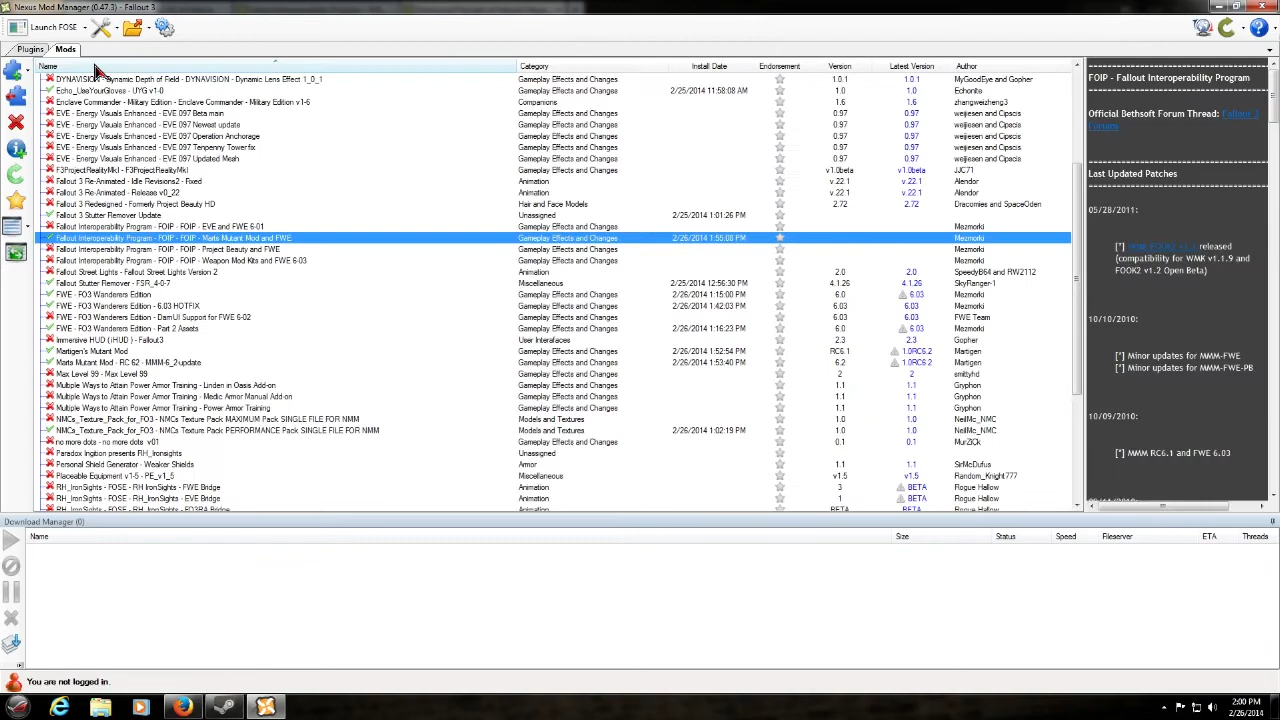 Nexus Mod Manager (0.47.3) - Fallout 3
Launch FOSE
Plugins Mods
Name Category Install Date Endorsement Version Latest Version Author
DYNAVISION - Dynamic Depth of Field - DYNAVISION - Dynamic Lens Effect 1_0_1 Gameplay Effects and Changes 1.0.1 1.0.1 MyGoodEye and Gopher
Echo_UseYourGloves - UYG v1-0 Gameplay Effects and Changes 2/25/2014 11:58:08 AM 1.0 1.0 Echonite
Enclave Commander - Military Edition - Enclave Commander - Military Edition v1-6 Companions 1.6 1.6 zhangweizheng3
EVE - Energy Visuals Enhanced - EVE 097 Beta main Gameplay Effects and Changes 0.97 0.97 weijiesen and Cipscis
EVE - Energy Visuals Enhanced - EVE 097 Newest update Gameplay Effects and Changes 0.97 0.97 weijiesen and Cipscis
EVE - Energy Visuals Enhanced - EVE 097 Operation Anchorage Gameplay Effects and Changes 0.97 0.97 weijiesen and Cipscis
EVE - Energy Visuals Enhanced - EVE 097 Tenpenny Tower fix Gameplay Effects and Changes 0.97 0.97 weijiesen and Cipscis
EVE - Energy Visuals Enhanced - EVE 097 Updated Mesh Gameplay Effects and Changes 0.97 0.97 weijiesen and Cipscis
F3ProjectRealityMkI - F3ProjectRealityMkI Gameplay Effects and Changes v1.0beta v1.0beta JJC71
Fallout 3 Re-Animated - Idle Revisions2 - Fixed Animation v.22.1 v.22.1 Alendor
Fallout 3 Re-Animated - Release v0_22 Animation v.22.1 v.22.1 Alendor
Fallout 3 Redesigned - Formerly Project Beauty HD Hair and Face Models 2.72 2.72 Dracomies and SpaceOden
Fallout 3 Stutter Remover Update Unassigned 2/25/2014 1:01:26 PM
Fallout Interoperability Program - FOIP - EVE and FWE 6-01 Gameplay Effects and Changes Mezmorki
Fallout Interoperability Program - FOIP - FOIP - Marts Mutant Mod and FWE Gameplay Effects and Changes 2/26/2014 1:55:08 PM Mezmorki
Fallout Interoperability Program - FOIP - FOIP - Project Beauty and FWE Gameplay Effects and Changes Mezmorki
Fallout Interoperability Program - FOIP - FOIP - Weapon Mod Kits and FWE 6-03 Gameplay Effects and Changes Mezmorki
Fallout Street Lights - Fallout Street Lights Version 2 Animation 2.0 2.0 SpeedyB64 and RW2112
Fallout Stutter Remover - FSR_4-0-7 Miscellaneous 2/25/2014 12:56:30 PM 4.1.26 4.1.26 SkyRanger-1
FWE - FO3 Wanderers Edition Gameplay Effects and Changes 2/26/2014 1:15:00 PM 6.0 6.03 Mezmorki
FWE - FO3 Wanderers Edition - 6.03 HOTFIX Gameplay Effects and Changes 2/26/2014 1:42:03 PM 6.03 6.03 Mezmorki
FWE - FO3 Wanderers Edition - DarnUI Support for FWE 6-02 Gameplay Effects and Changes 6.03 6.03 FWE Team
FWE - FO3 Wanderers Edition - Part 2 Assets Gameplay Effects and Changes 2/26/2014 1:16:23 PM 6.0 6.03 Mezmorki
Immersive HUD ( iHUD ) - Fallout3 User Interfaces 2.3 2.3 Gopher
Martigen's Mutant Mod Gameplay Effects and Changes 2/26/2014 1:52:54 PM RC6.1 1.0RC6.2 Martigen
Marts Mutant Mod - RC 62 - MMM-6_2-update Gameplay Effects and Changes 2/26/2014 1:53:40 PM 6.2 1.0RC6.2 Martigen
Max Level 99 - Max Level 99 Gameplay Effects and Changes 2 2 smittyhd
Multiple Ways to Attain Power Armor Training - Linden in Oasis Add-on Gameplay Effects and Changes 1.1 1.1 Gryphon
Multiple Ways to Attain Power Armor Training - Medic Armor Manual Add-on Gameplay Effects and Changes 1.1 1.1 Gryphon
Multiple Ways to Attain Power Armor Training - Power Armor Training Gameplay Effects and Changes 1.1 1.1 Gryphon
NMCs_Texture_Pack_for_FO3 - NMCs Texture Pack MAXIMUM Pack SINGLE FILE FOR NMM Models and Textures 1.0 1.0 NeilMc_NMC
NMCs_Texture_Pack_for_FO3 - NMCs Texture Pack PERFORMANCE Pack SINGLE FILE FOR NMM Models and Textures 2/26/2014 1:02:19 PM 1.0 1.0 NeilMc_NMC
no more dots - no more dots v01 Gameplay Effects and Changes 0.1 0.1 MurZiCk
Paradox Ingition presents RH_Ironsights Unassigned
Personal Shield Generator - Weaker Shields Armor 1.1 1.1 SirMcDufus
Placeable Equipment v1-5 - PE_v1_5 Miscellaneous v1.5 v1.5 Random_Knight777
RH_IronSights - FOSE - RH_IronSights - FWE Bridge Animation 3 BETA Rogue Hallow
RH_IronSights - FOSE - RH_IronSights - EVE Bridge Animation 1 BETA Rogue Hallow
RH_IronSights - FOSE - RH_IronSights - FO3RA Bridge Animation BETA BETA Rogue Hallow
FOIP - Fallout Interoperability Program
Official Bethsoft Forum Thread: Fallout 3
Forums
Last Updated Patches
05/28/2011:
[*] released
(compatibility for WMK v1.1.9 and
FOOK2 v1.2 Open Beta)
10/10/2010:
[*] Minor updates for MMM-FWE
[*] Minor updates for MMM-FWE-PB
10/09/2010:
[*] MMM RC6.1 and FWE 6.03
Download Manager (0)
Name Size Status Speed Fileserver ETA Threads
You are not logged in.
2:00 PM
2/26/2014